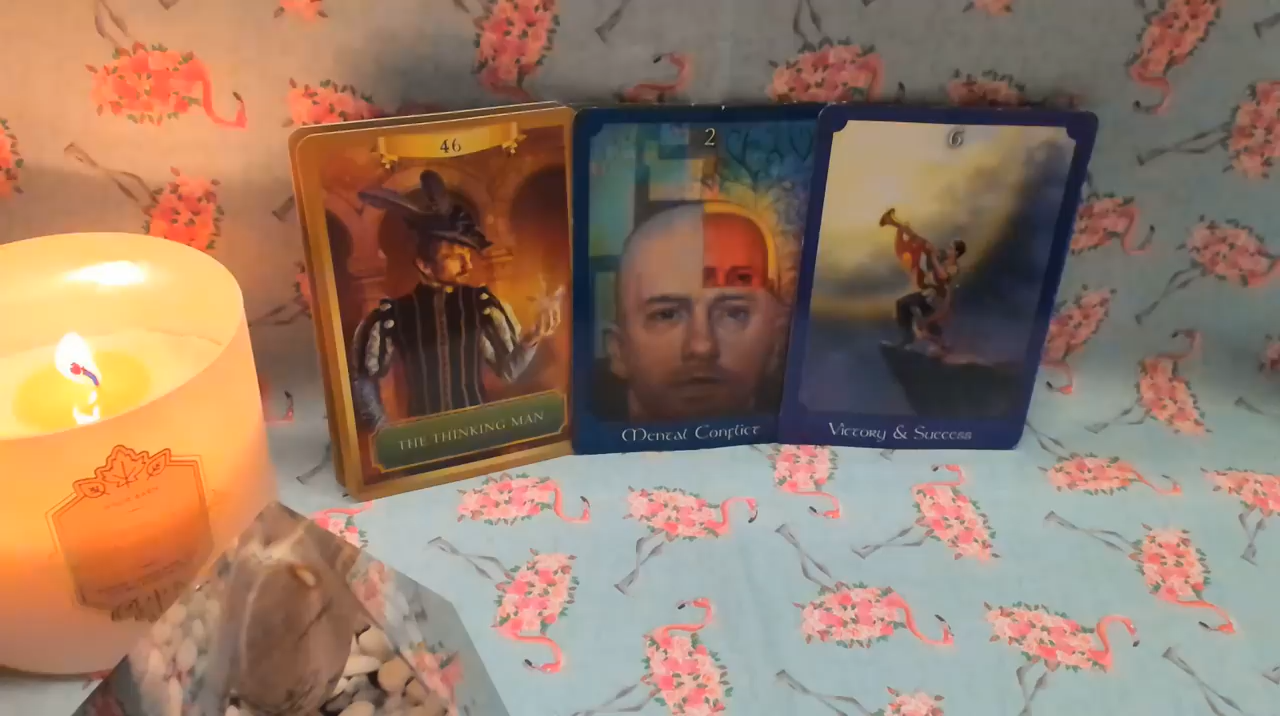 46
THE THINKING MAN
2
Mental Conflict
6
Victory & Success